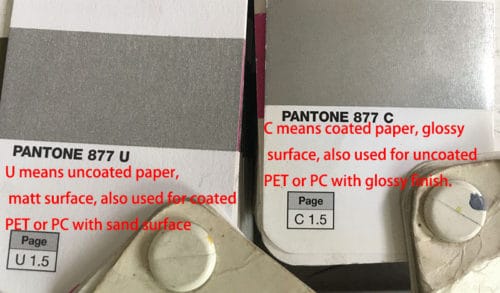 PANTONE 877 U
U means uncoated paper,
matt surface, also used for coated
PET or PC with sand surface
Page
U 1.5
PANTONE 877 C
C means coated paper, glossy
surface, also used for uncoated
PET or PC with glossy finish.
Page
C 1.5